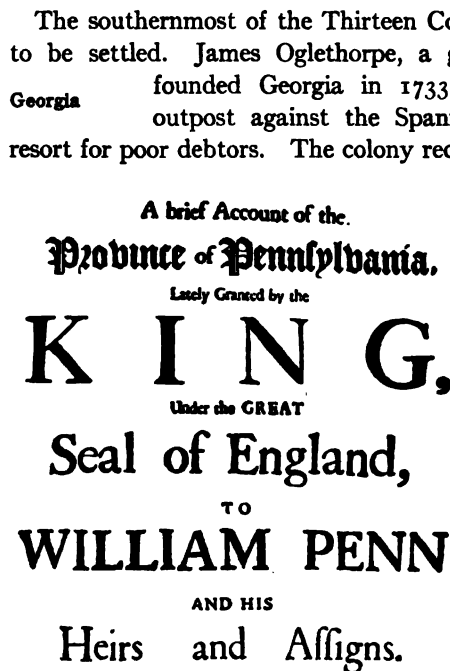 The southernmost of the Thirteen Co
to be settled. James Oglethorpe, a g
founded Georgia in 1733
Georgia
outpost against the Span
resort for poor debtors. The colony rec
A brief Account of the.
Province of Pennſylvania.
Lately Granted by the
KING,
Under the GREAT
Seal of England,
TO
WILLIAM PENN
AND HIS
Heirs and Aſſigns.